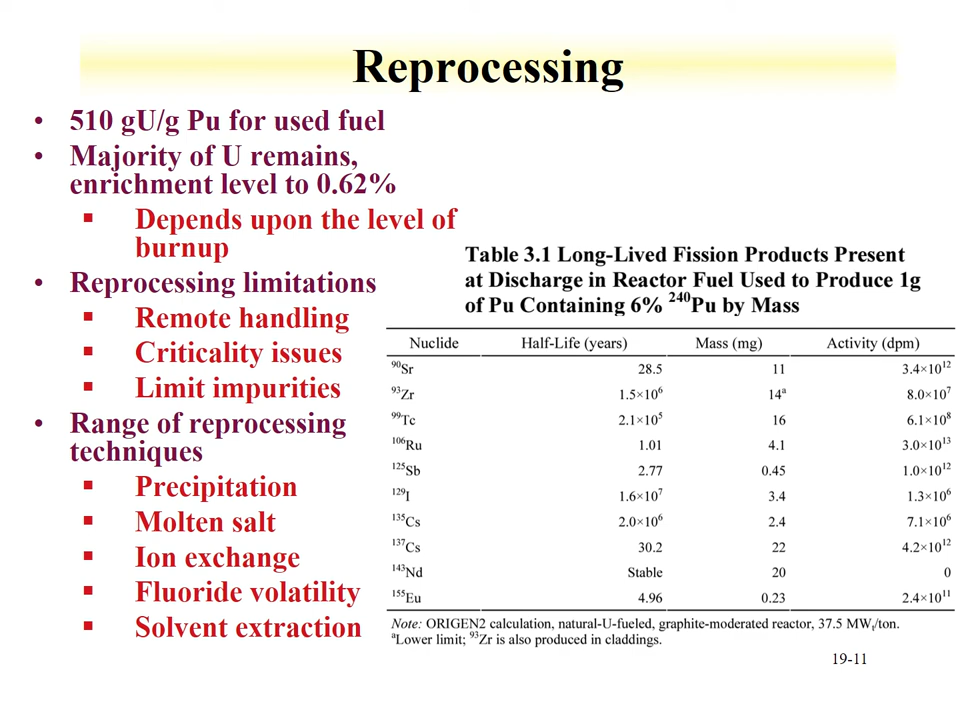 Reprocessing
• 510 gU/g Pu for used fuel
• Majority of U remains,
enrichment level to 0.62%
▪ Depends upon the level of
burnup
• Reprocessing limitations
▪ Remote handling
▪ Criticality issues
▪ Limit impurities
• Range of reprocessing
techniques
▪ Precipitation
▪ Molten salt
▪ Ion exchange
▪ Fluoride volatility
▪ Solvent extraction
Table 3.1 Long-Lived Fission Products Present
at Discharge in Reactor Fuel Used to Produce 1g
of Pu Containing 6% ²⁴⁰Pu by Mass
Nuclide Half-Life (years) Mass (mg) Activity (dpm)
⁹⁰Sr 28.5 11 3.4×10¹²
⁹³Zr 1.5×10⁶ 14ᵃ 8.0×10⁷
⁹⁹Tc 2.1×10⁵ 16 6.1×10⁸
¹⁰⁶Ru 1.01 4.1 3.0×10¹³
¹²⁵Sb 2.77 0.45 1.0×10¹²
¹²⁹I 1.6×10⁷ 3.4 1.3×10⁶
¹³⁵Cs 2.0×10⁶ 2.4 7.1×10⁶
¹³⁷Cs 30.2 22 4.2×10¹²
¹⁴³Nd Stable 20 0
¹⁵⁵Eu 4.96 0.23 2.4×10¹¹
Note: ORIGEN2 calculation, natural-U-fueled, graphite-moderated reactor, 37.5 MWₜ/ton.
ᵃLower limit; ⁹³Zr is also produced in claddings.
19-11